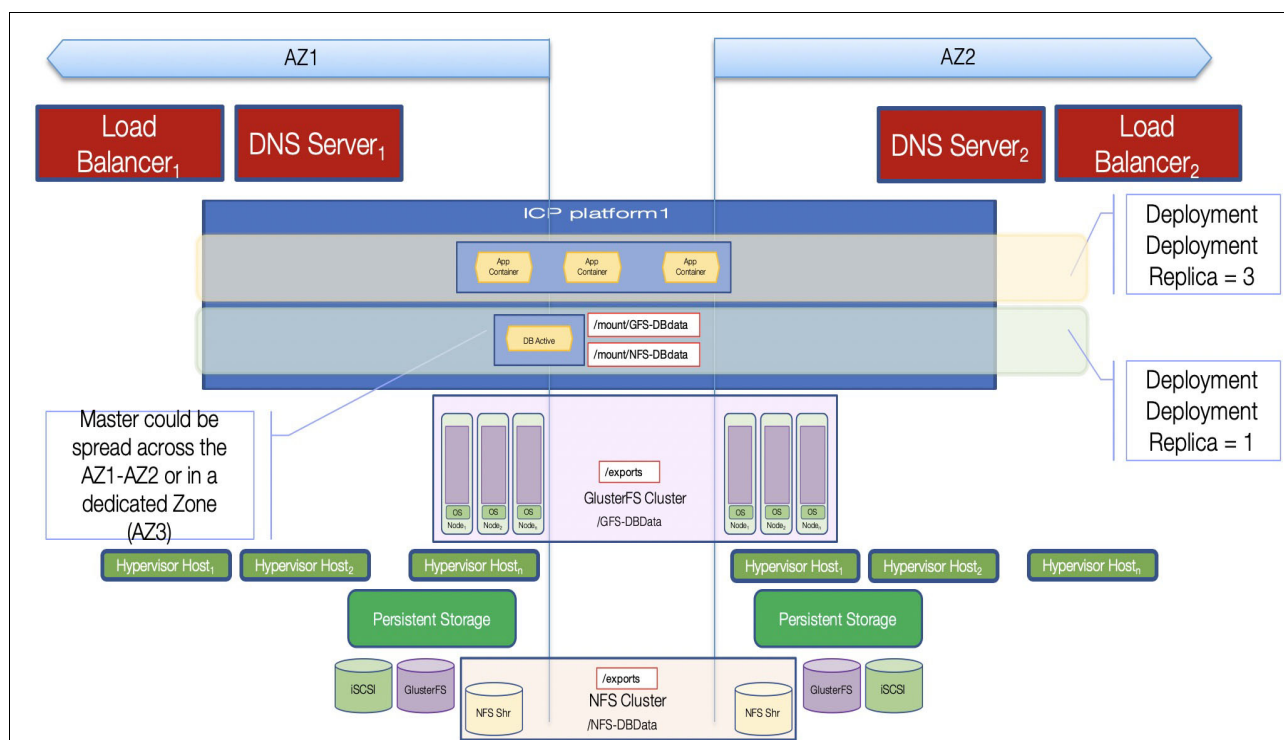 AZ1
AZ2
Load
Balancer₁
DNS Server₁
DNS Server₂
Load
Balancer₂
ICP platform1
App
Container
App
Container
App
Container
Deployment
Deployment
Replica = 3
DB Active
/mount/GFS-DBdata
/mount/NFS-DBdata
Deployment
Deployment
Replica = 1
Master could be
spread across the
AZ1-AZ2 or in a
dedicated Zone
(AZ3)
OS
Node₁
OS
Node₂
OS
Nodeₙ
/exports
GlusterFS Cluster
/GFS-DBData
OS
Node₁
OS
Node₂
OS
Nodeₙ
Hypervisor Host₁
Hypervisor Host₂
Hypervisor Hostₙ
Hypervisor Host₁
Hypervisor Host₂
Hypervisor Hostₙ
Persistent Storage
Persistent Storage
iSCSI
GlusterFS
NFS Shr
/exports
NFS Cluster
/NFS-DBData
NFS Shr
GlusterFS
iSCSI